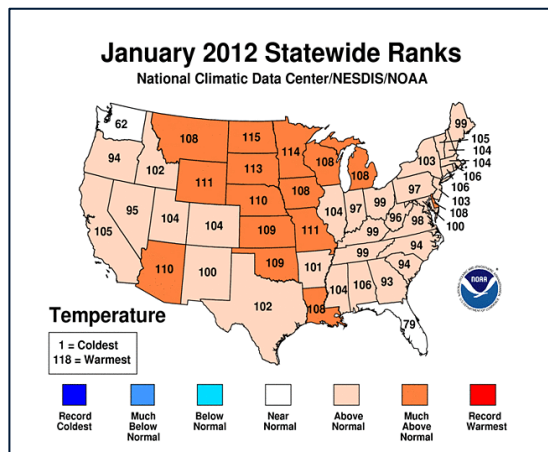 January 2012 Statewide Ranks
National Climatic Data Center/NESDIS/NOAA
62
108
115
114
108
108
99
105
104
104
106
106
103
108
100
94
102
111
113
110
108
103
97
105
95
104
104
109
111
104
97
99
96
98
99
99
94
94
110
100
109
101
102
108
104
106
93
79
NOAA
Temperature
1 = Coldest
118 = Warmest
Record
Coldest
Much
Below
Normal
Below
Normal
Near
Normal
Above
Normal
Much
Above
Normal
Record
Warmest